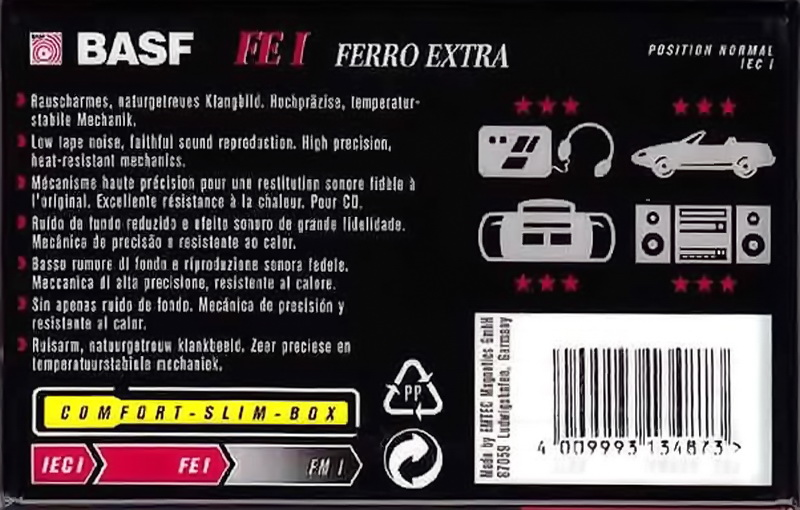 BASF FE I FERRO EXTRA
POSITION NORMAL
IEC I
Rauscharmes, naturgetreues Klangbild. Hochpräzise, temperatur-
stabile Mechanik.
Low tape noise, faithful sound reproduction. High precision,
heat-resistant mechanics.
Mécanisme haute précision pour une restitution sonore fidèle à
l'original. Excellente résistance à la chaleur. Pour CD.
Ruído de fundo reduzido e efeito sonoro de grande fidelidade.
Mecânica de precisão e resistente ao calor.
Basso rumore di fondo e riproduzione sonora fedele.
Meccanica di alta precisione, resistente al calore.
Sin apenas ruido de fondo. Mecánica de precisión y
resistente al calor.
Ruisarm, natuurgetrouw klankbeeld. Zeer preciese en
temperatuurstabiele mechaniek.
COMFORT-SLIM-BOX
IEC I FE I FM I
PP
Made by EMTEC Magnetics GmbH
67059 Ludwigshafen, Germany
4 009993 134873 >